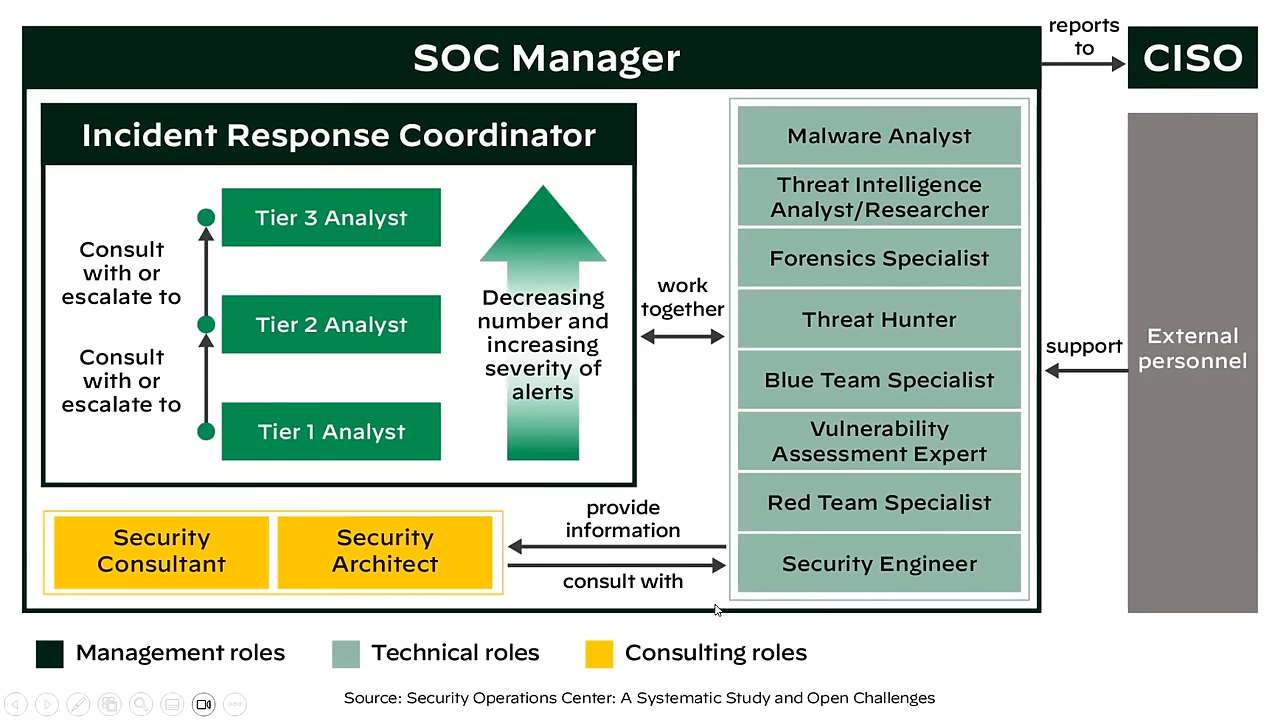 SOC Manager
reports
to
CISO
Incident Response Coordinator
Tier 3 Analyst
Consult
with or
escalate to
Tier 2 Analyst
Consult
with or
escalate to
Tier 1 Analyst
Decreasing
number and
increasing
severity of
alerts
work
together
Malware Analyst
Threat Intelligence
Analyst/Researcher
Forensics Specialist
Threat Hunter
Blue Team Specialist
Vulnerability
Assessment Expert
Red Team Specialist
Security Engineer
support
External
personnel
Security
Consultant
Security
Architect
provide
information
consult with
Management roles
Technical roles
Consulting roles
Source: Security Operations Center: A Systematic Study and Open Challenges